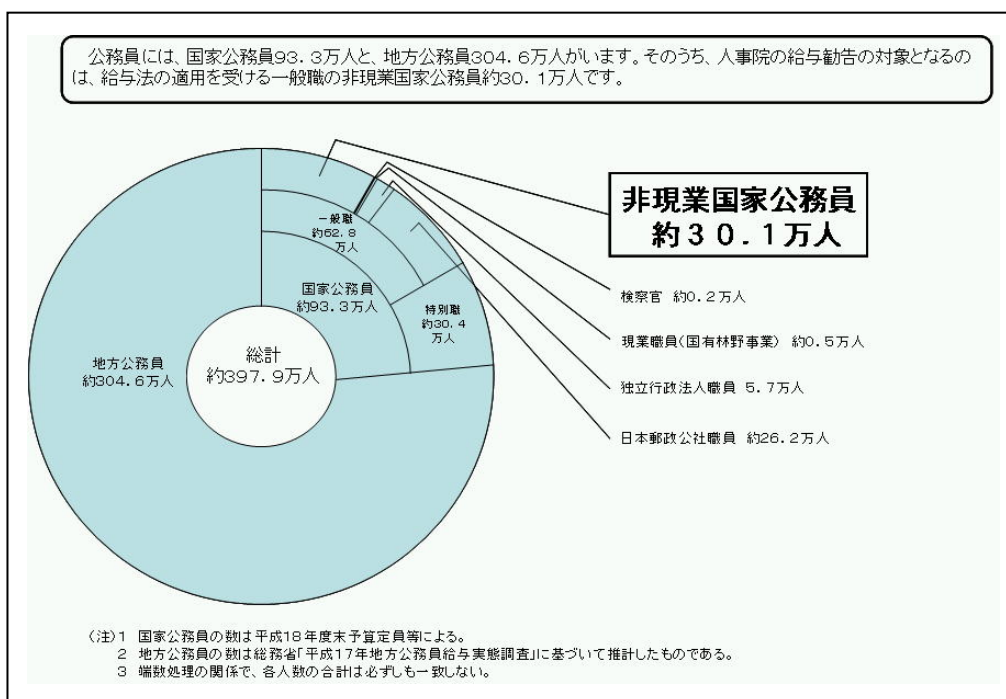 公務員には、国家公務員93.3万人と、地方公務員304.6万人がいます。そのうち、人事院の給与勧告の対象となるの
は、給与法の適用を受ける一般職の非現業国家公務員約30.1万人です。
非現業国家公務員
約30.1万人
一般職
約62.8
万人
国家公務員
約93.3万人
特別職
約30.4
万人
地方公務員
約304.6万人
総計
約397.9万人
検察官 約0.2万人
現業職員(国有林野事業) 約0.5万人
独立行政法人職員 5.7万人
日本郵政公社職員 約26.2万人
(注)1 国家公務員の数は平成18年度末予算定員等による。
2 地方公務員の数は総務省「平成17年地方公務員給与実態調査」に基づいて推計したものである。
3 端数処理の関係で、各人数の合計は必ずしも一致しない。